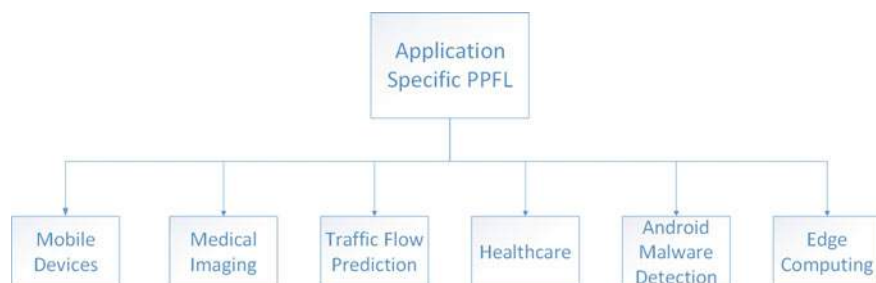 Application
Specific PPFL
Mobile
Devices
Medical
Imaging
Traffic Flow
Prediction
Healthcare
Android
Malware
Detection
Edge
Computing